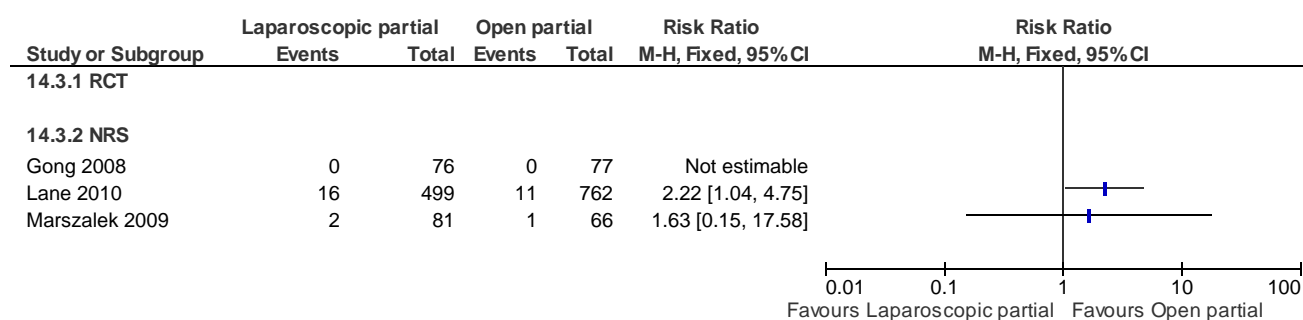 Laparoscopic partial Open partial Risk Ratio Risk Ratio
Study or Subgroup Events Total Events Total M-H, Fixed, 95% CI M-H, Fixed, 95% CI
14.3.1 RCT
14.3.2 NRS
Gong 2008 0 76 0 77 Not estimable
Lane 2010 16 499 11 762 2.22 [1.04, 4.75]
Marszalek 2009 2 81 1 66 1.63 [0.15, 17.58]
0.01 0.1 1 10 100
Favours Laparoscopic partial Favours Open partial